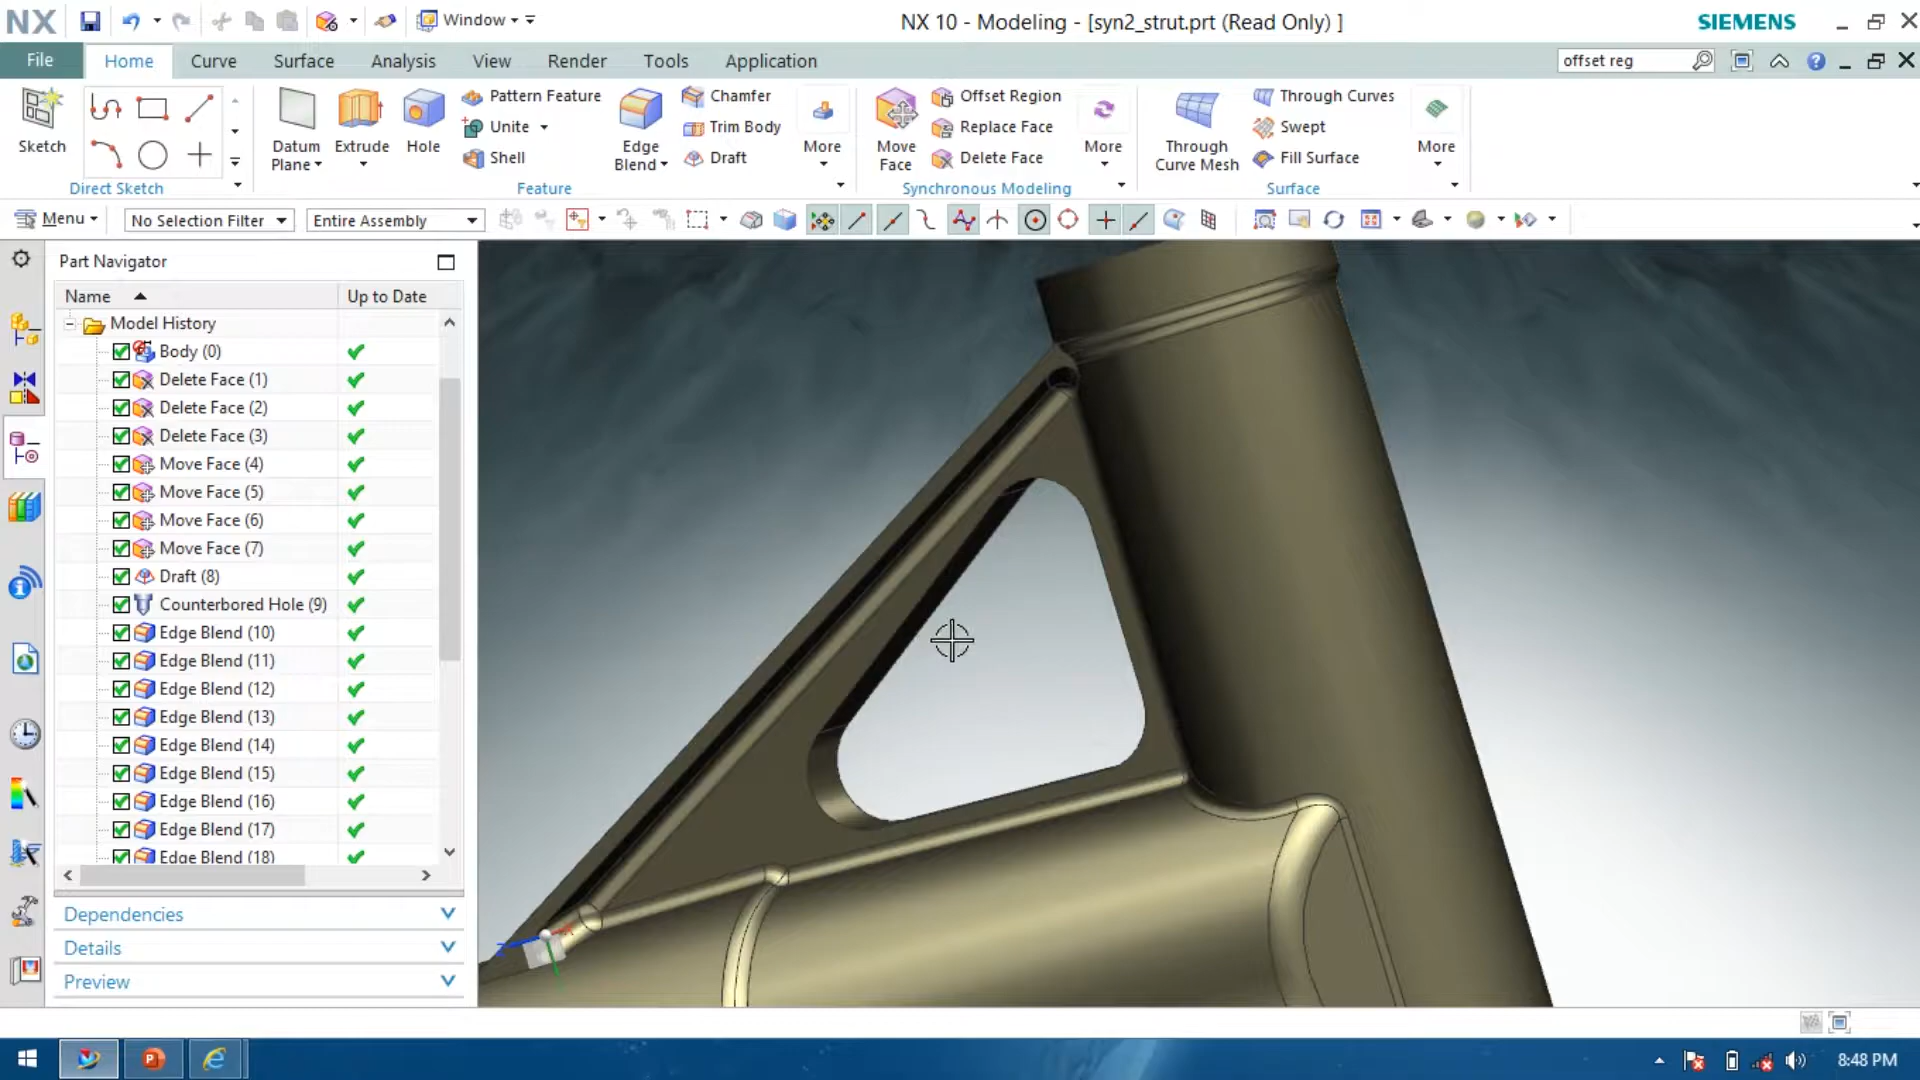 NX
Window
NX 10 - Modeling - [syn2_strut.prt (Read Only) ]
SIEMENS
File
Home
Curve
Surface
Analysis
View
Render
Tools
Application
offset reg
Sketch
Direct Sketch
Datum Plane
Extrude
Hole
Pattern Feature
Unite
Shell
Edge Blend
Chamfer
Trim Body
Draft
More
Feature
Move Face
Offset Region
Replace Face
Delete Face
More
Synchronous Modeling
Through Curve Mesh
Through Curves
Swept
Fill Surface
More
Surface
Menu
No Selection Filter
Entire Assembly
Part Navigator
Name
Up to Date
Model History
Body (0)
Delete Face (1)
Delete Face (2)
Delete Face (3)
Move Face (4)
Move Face (5)
Move Face (6)
Move Face (7)
Draft (8)
Counterbored Hole (9)
Edge Blend (10)
Edge Blend (11)
Edge Blend (12)
Edge Blend (13)
Edge Blend (14)
Edge Blend (15)
Edge Blend (16)
Edge Blend (17)
Edge Blend (18)
Dependencies
Details
Preview
8:48 PM